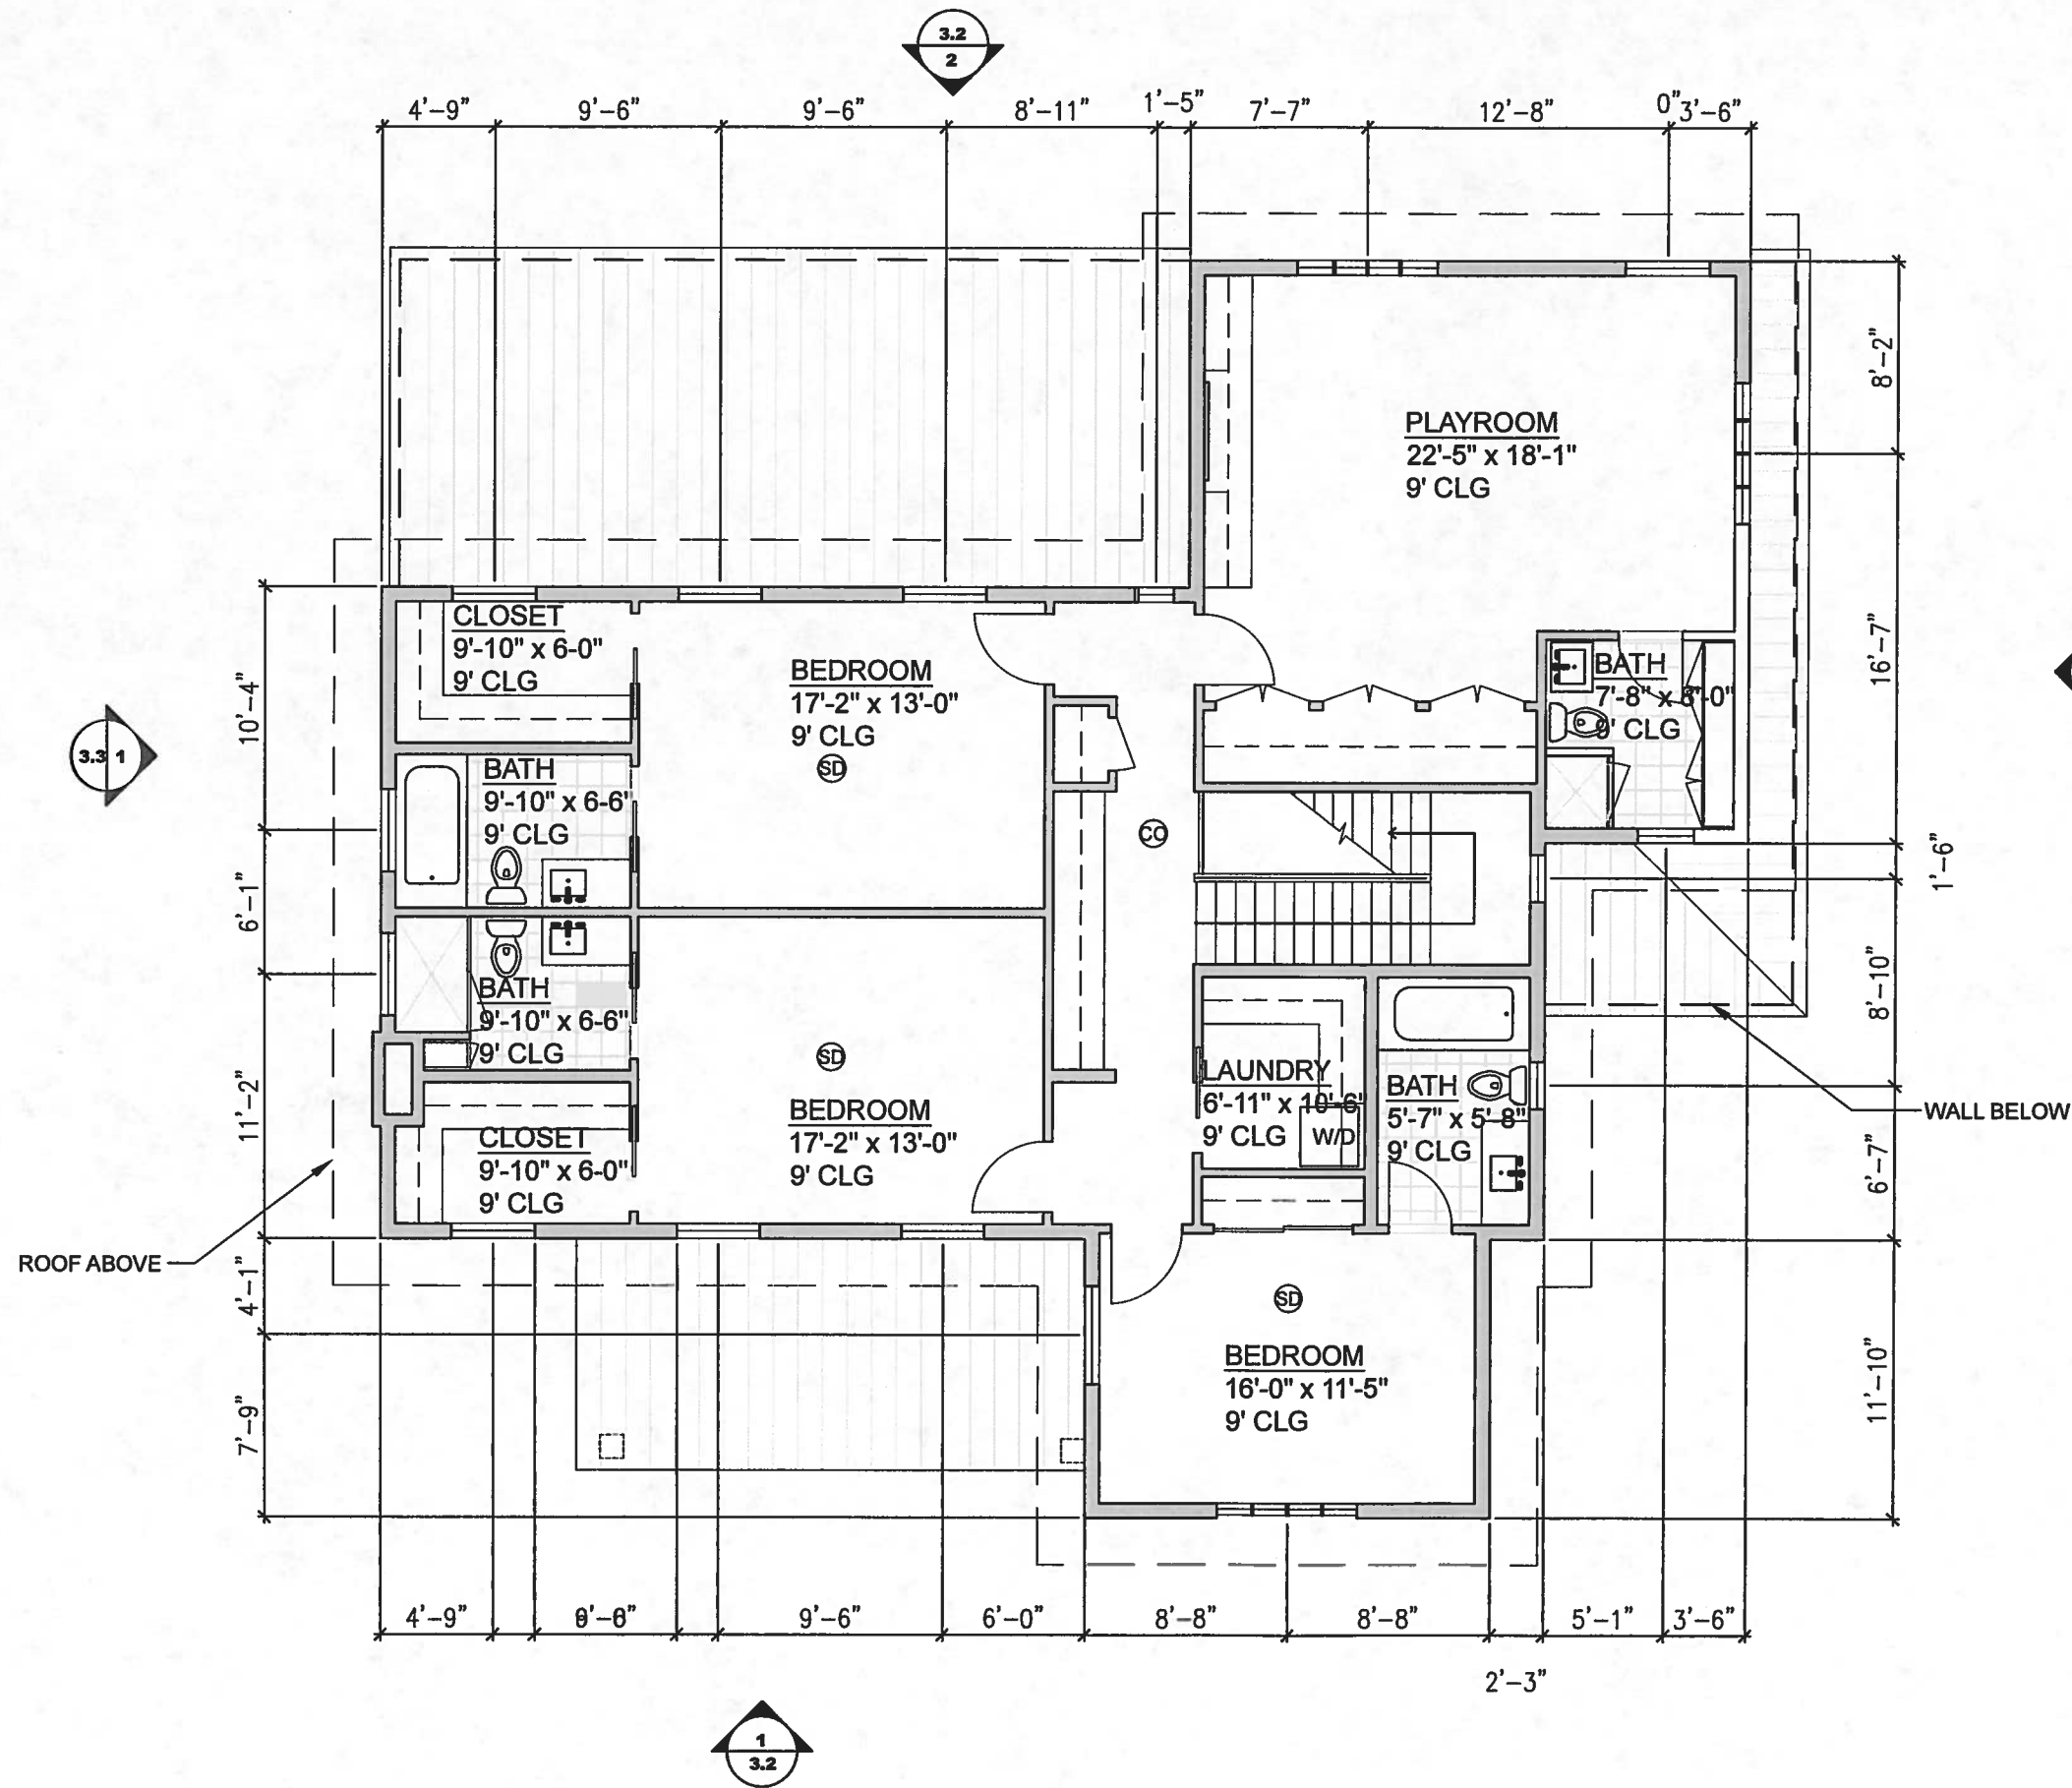 3.2
2
4'-9" 9'-6" 9'-6" 8'-11" 1'-5" 7'-7" 12'-8" 0" 3'-6"
PLAYROOM
22'-5" x 18'-1"
9' CLG
8'-2"
16'-7"
1'-6"
8'-10"
6'-7"
11'-10"
CLOSET
9'-10" x 6-0"
9' CLG
BEDROOM
17'-2" x 13'-0"
9' CLG
SD
BATH
7'-8" x 8'-0"
9' CLG
10'-4"
6'-1"
11'-2"
4'-1"
7'-9"
3.3 1
BATH
9'-10" x 6-6"
9' CLG
CO
BATH
9'-10" x 6-6"
9' CLG
SD
BEDROOM
17'-2" x 13'-0"
9' CLG
CLOSET
9'-10" x 6-0"
9' CLG
LAUNDRY
6'-11" x 10'-6"
9' CLG
W/D
BATH
5'-7" x 5'-8"
9' CLG
WALL BELOW
ROOF ABOVE
SD
BEDROOM
16'-0" x 11'-5"
9' CLG
4'-9" 9'-6" 6'-0" 8'-8" 8'-8" 5'-1" 3'-6"
2'-3"
1
3.2